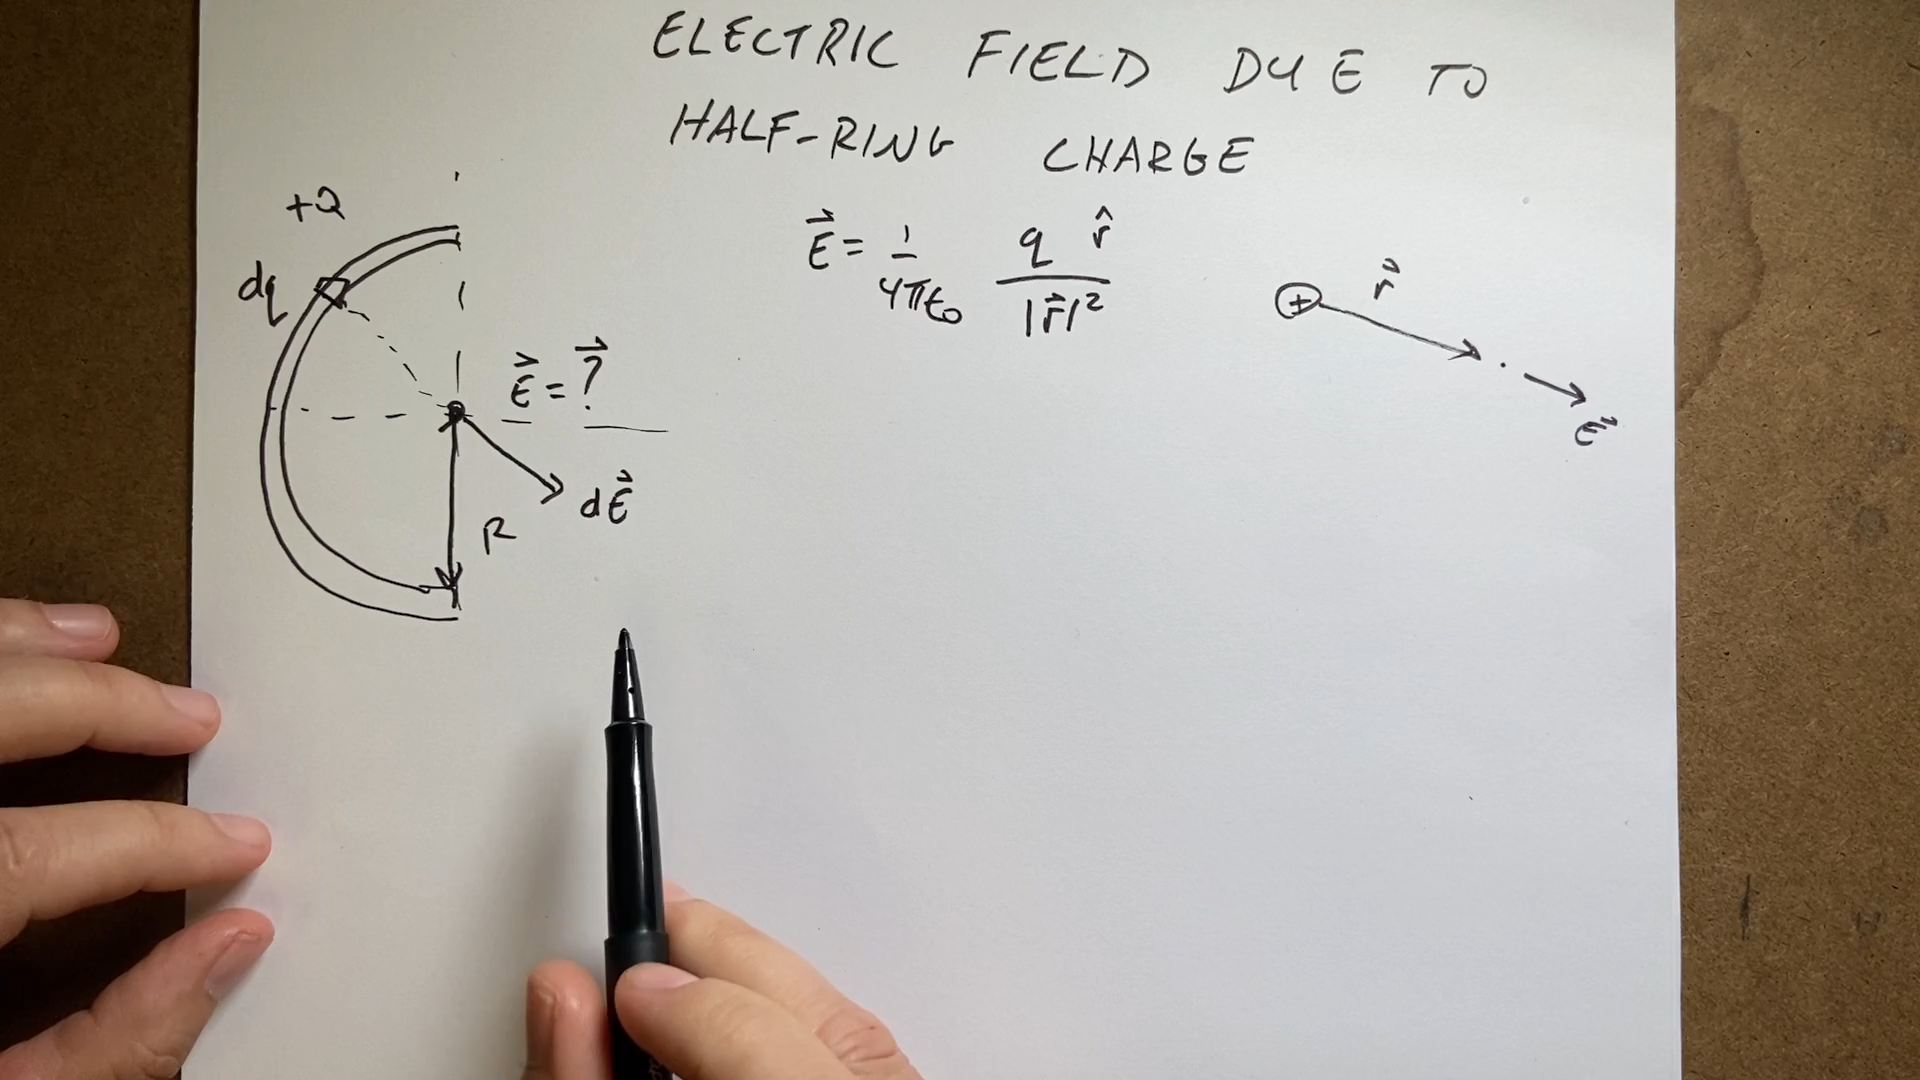 ELECTRIC FIELD DUE TO
HALF-RING CHARGE
+Q
dq
E⃗ = ?⃗
dE⃗
R
E⃗ = 1/4πε₀ q r̂/|r⃗|²
+
r⃗
E⃗